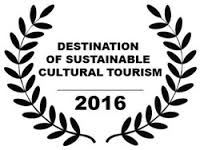 DESTINATION
OF SUSTAINABLE
CULTURAL TOURISM
2016